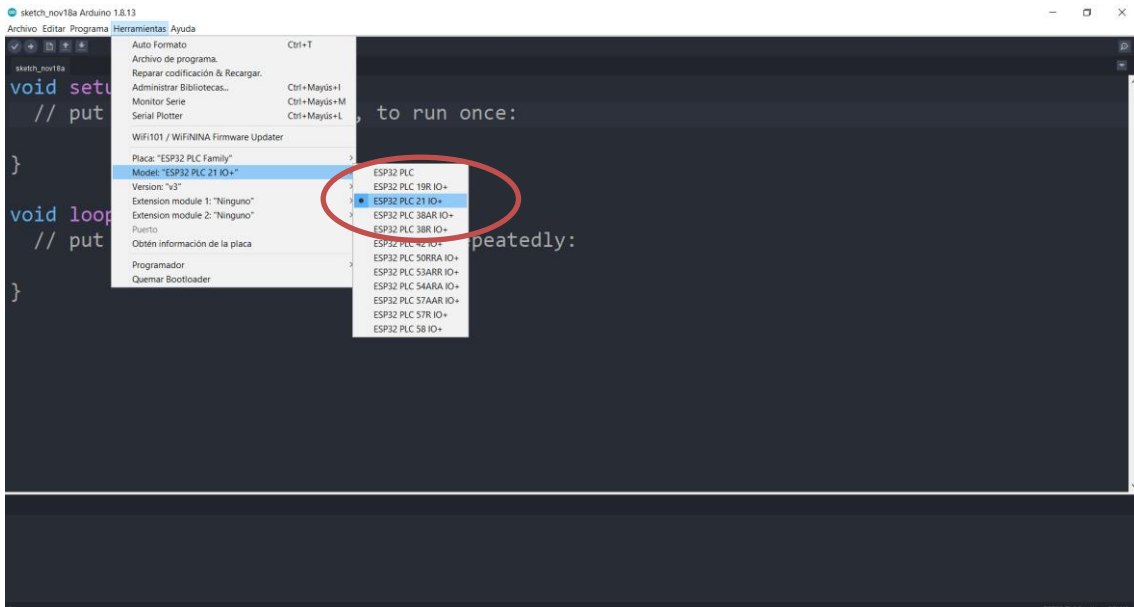 sketch_nov18a Arduino 1.8.13
Archivo Editar Programa Herramientas Ayuda
sketch_nov18a
Auto Formato Ctrl+T
Archivo de programa.
Reparar codificación & Recargar.
Administrar Bibliotecas... Ctrl+Mayús+I
Monitor Serie Ctrl+Mayús+M
Serial Plotter Ctrl+Mayús+L
WiFi101 / WiFiNINA Firmware Updater
Placa: "ESP32 PLC Family"
Model: "ESP32 PLC 21 IO+"
Version: "v3"
Extension module 1: "Ninguno"
Extension module 2: "Ninguno"
Puerto
Obtén información de la placa
Programador
Quemar Bootloader
ESP32 PLC
ESP32 PLC 19R IO+
ESP32 PLC 21 IO+
ESP32 PLC 38AR IO+
ESP32 PLC 38R IO+
ESP32 PLC 42 IO+
ESP32 PLC 50RRA IO+
ESP32 PLC 53ARR IO+
ESP32 PLC 54ARA IO+
ESP32 PLC 57AAR IO+
ESP32 PLC 57R IO+
ESP32 PLC 58 IO+
void setu
// put , to run once:
}
void loop
// put peatedly:
}